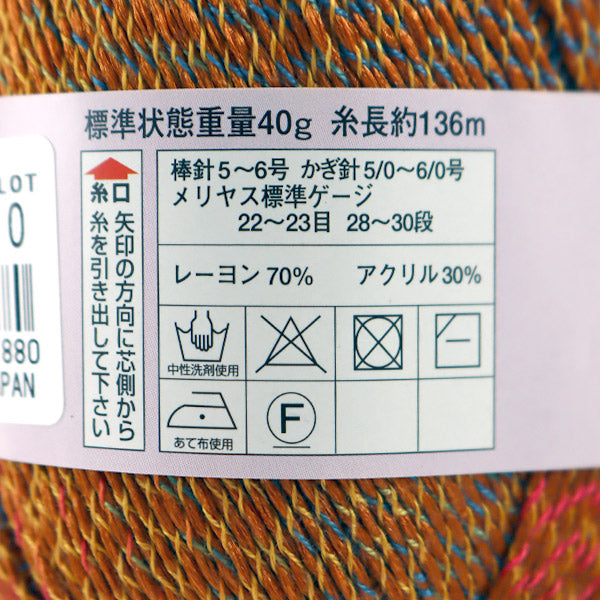 標準状態重量40g 糸長約136m
LOT
0
880
PAN
糸口
矢印の方向に芯側から
糸を引き出して下さい
棒針5〜6号 かぎ針5/0〜6/0号
メリヤス標準ゲージ
22〜23目 28〜30段
レーヨン70% アクリル30%
中性洗剤使用
あて布使用
F